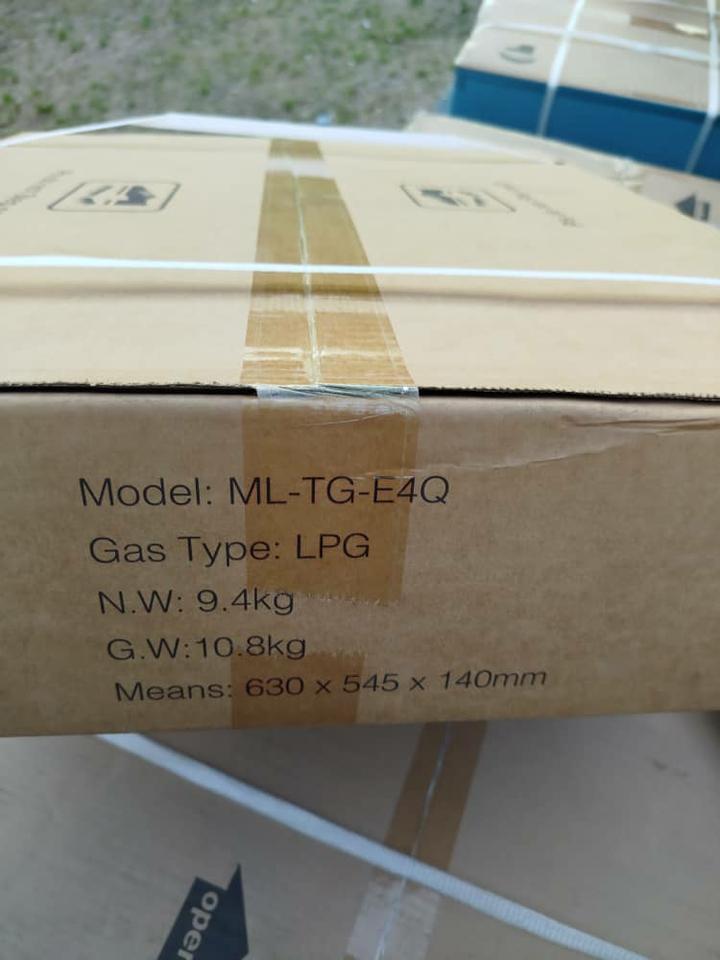 Model: ML-TG-E4Q
Gas Type: LPG
N.W: 9.4kg
G.W:10.8kg
Means: 630 x 545 x 140mm
open